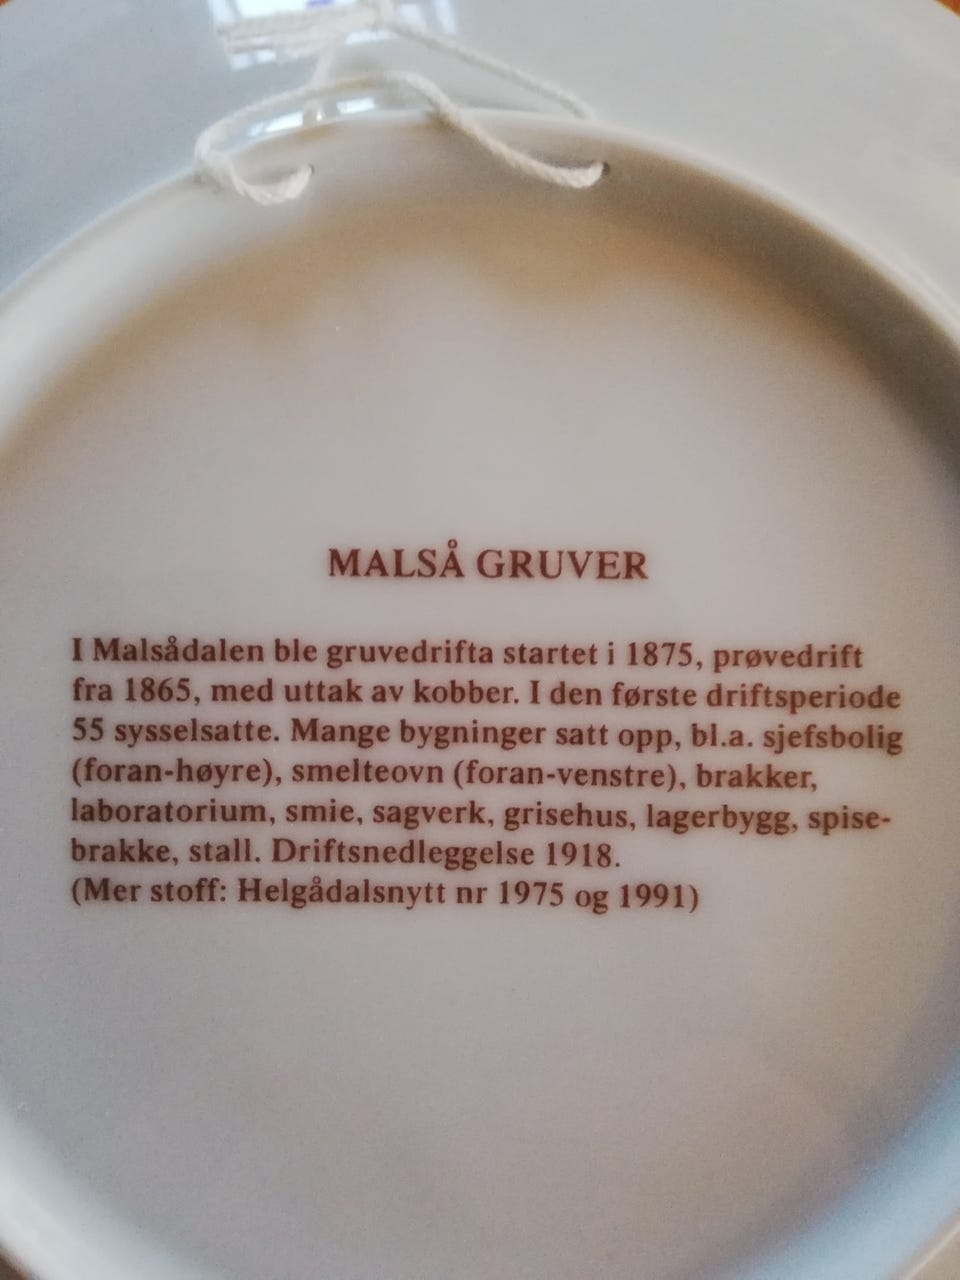 MALSÅ GRUVER
I Malsådalen ble gruvedrifta startet i 1875, prøvedrift
fra 1865, med uttak av kobber. I den første driftsperiode
55 sysselsatte. Mange bygninger satt opp, bl.a. sjefsbolig
(foran-høyre), smelteovn (foran-venstre), brakker,
laboratorium, smie, sagverk, grisehus, lagerbygg, spise-
brakke, stall. Driftsnedleggelse 1918.
(Mer stoff: Helgådalsnytt nr 1975 og 1991)